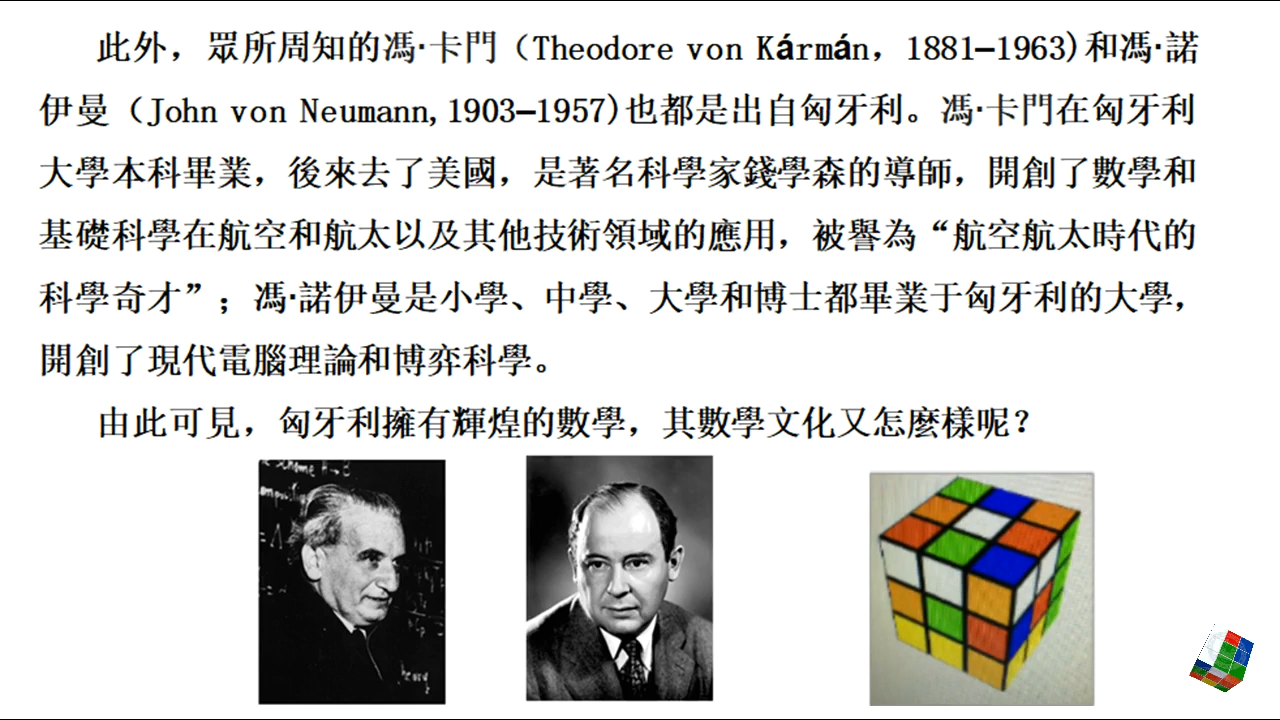 此外，眾所周知的馮·卡門（Theodore von Kármán，1881–1963)和馮·諾
伊曼（John von Neumann, 1903–1957)也都是出自匈牙利。馮·卡門在匈牙利
大學本科畢業，後來去了美國，是著名科學家錢學森的導師，開創了數學和
基礎科學在航空和航太以及其他技術領域的應用，被譽為“航空航太時代的
科學奇才”；馮·諾伊曼是小學、中學、大學和博士都畢業于匈牙利的大學，
開創了現代電腦理論和博弈科學。
由此可見，匈牙利擁有輝煌的數學，其數學文化又怎麼樣呢？